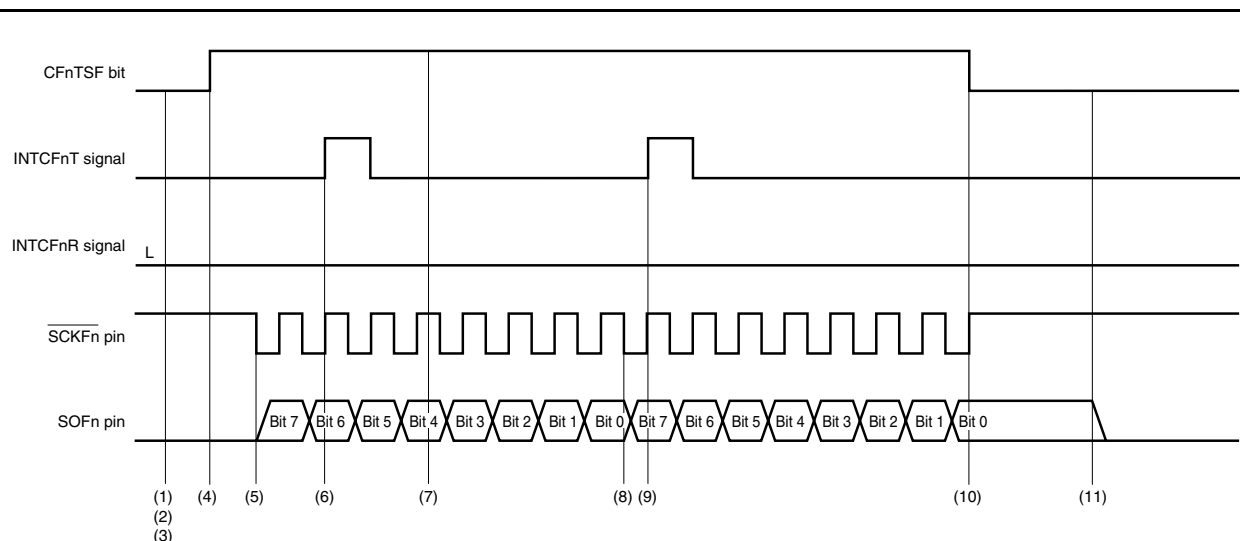 CFnTSF bit
INTCFnT signal
INTCFnR signal
L
SCKFn pin
SOFn pin
Bit 7 Bit 6 Bit 5 Bit 4 Bit 3 Bit 2 Bit 1 Bit 0 Bit 7 Bit 6 Bit 5 Bit 4 Bit 3 Bit 2 Bit 1 Bit 0
(1) (4) (5) (6) (7) (8) (9) (10) (11)
(2)
(3)